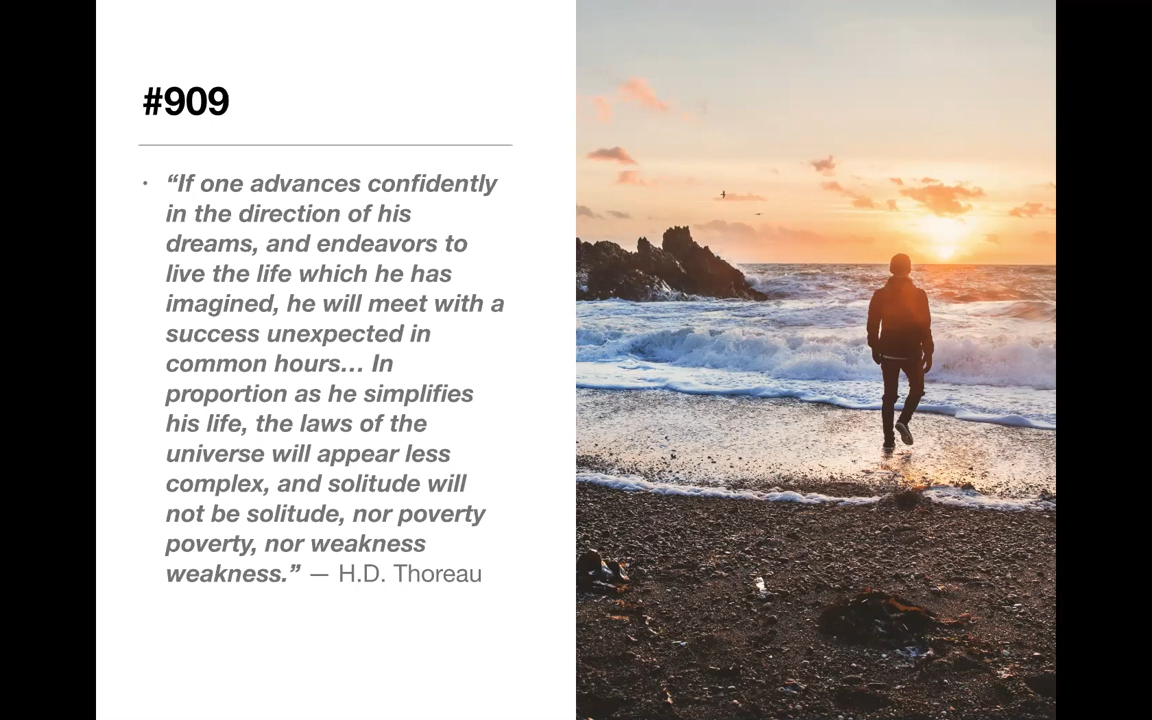 #909
· “If one advances confidently
in the direction of his
dreams, and endeavors to
live the life which he has
imagined, he will meet with a
success unexpected in
common hours… In
proportion as he simplifies
his life, the laws of the
universe will appear less
complex, and solitude will
not be solitude, nor poverty
poverty, nor weakness
weakness.” — H.D. Thoreau